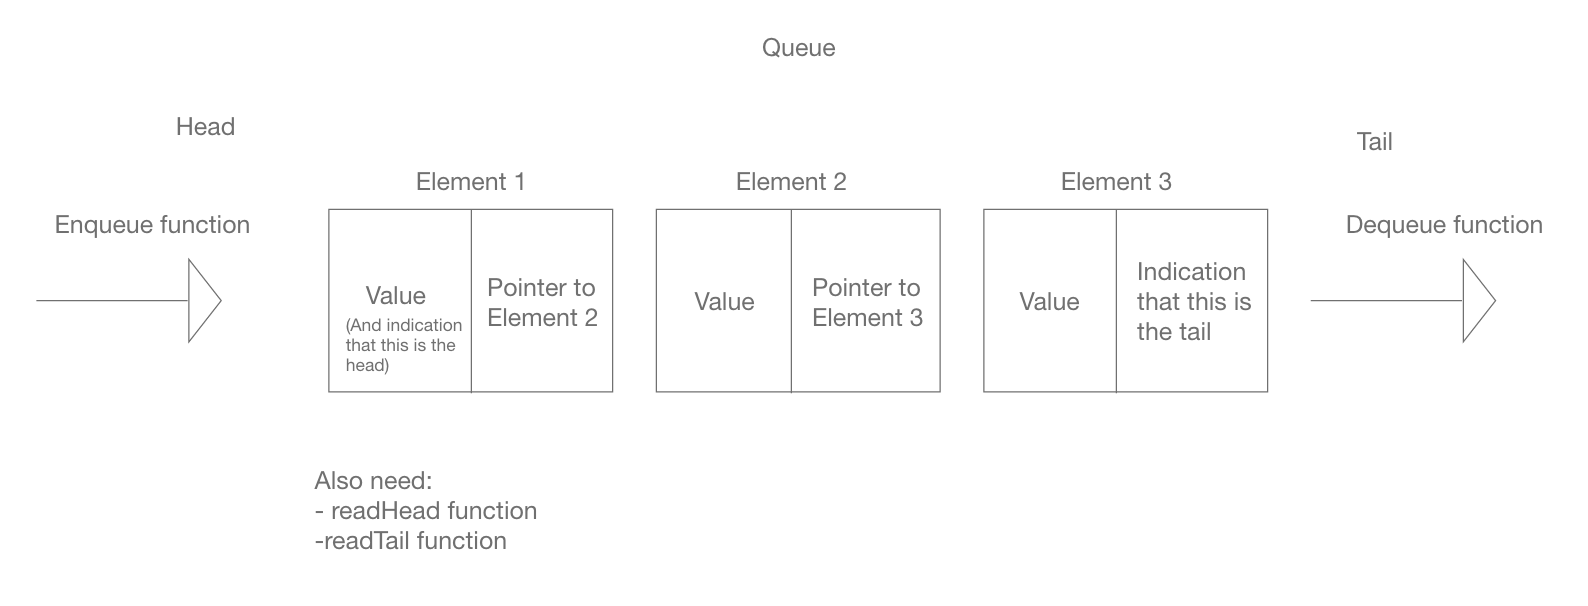 Queue
Head
Tail
Element 1
Element 2
Element 3
Enqueue function
Dequeue function
Value
(And indication
that this is the
head)
Pointer to
Element 2
Value
Pointer to
Element 3
Value
Indication
that this is
the tail
Also need:
- readHead function
-readTail function